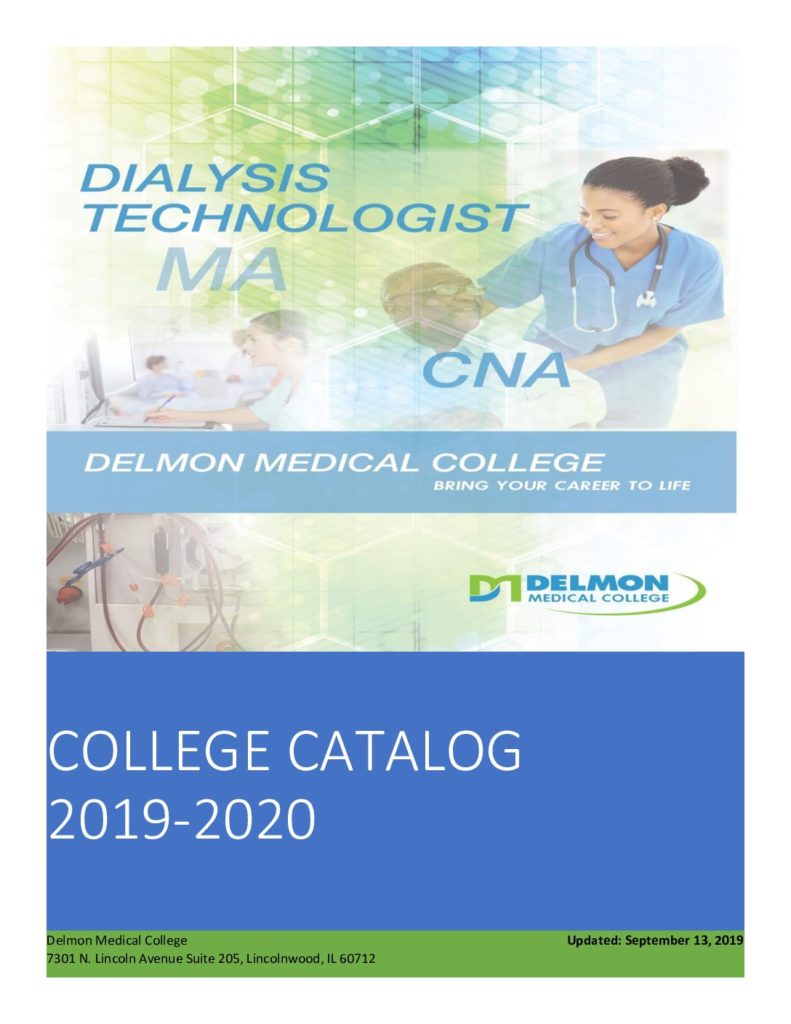 DIALYSIS
TECHNOLOGIST
MA
CNA
DELMON MEDICAL COLLEGE
BRING YOUR CAREER TO LIFE
DM DELMON
MEDICAL COLLEGE
COLLEGE CATALOG
2019-2020
Delmon Medical College Updated: September 13, 2019
7301 N. Lincoln Avenue Suite 205, Lincolnwood, IL 60712